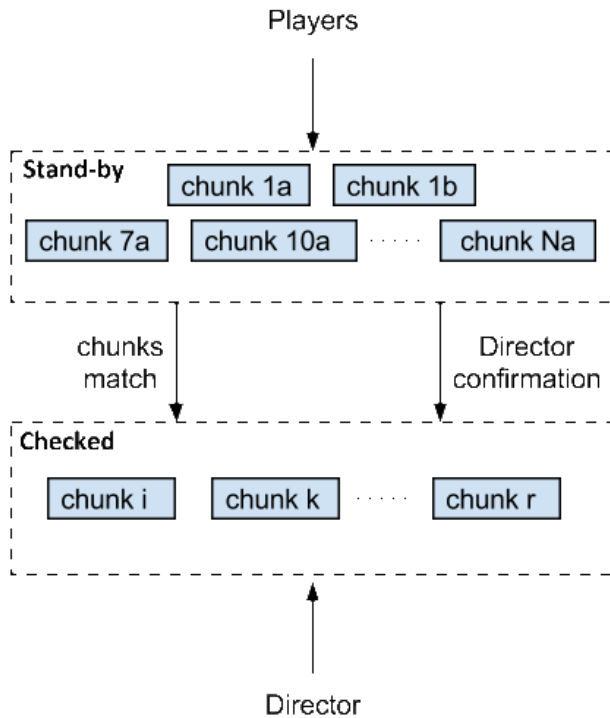 Players
Stand-by
chunk 1a chunk 1b
chunk 7a chunk 10a ..... chunk Na
chunks match
Director confirmation
Checked
chunk i chunk k ..... chunk r
Director